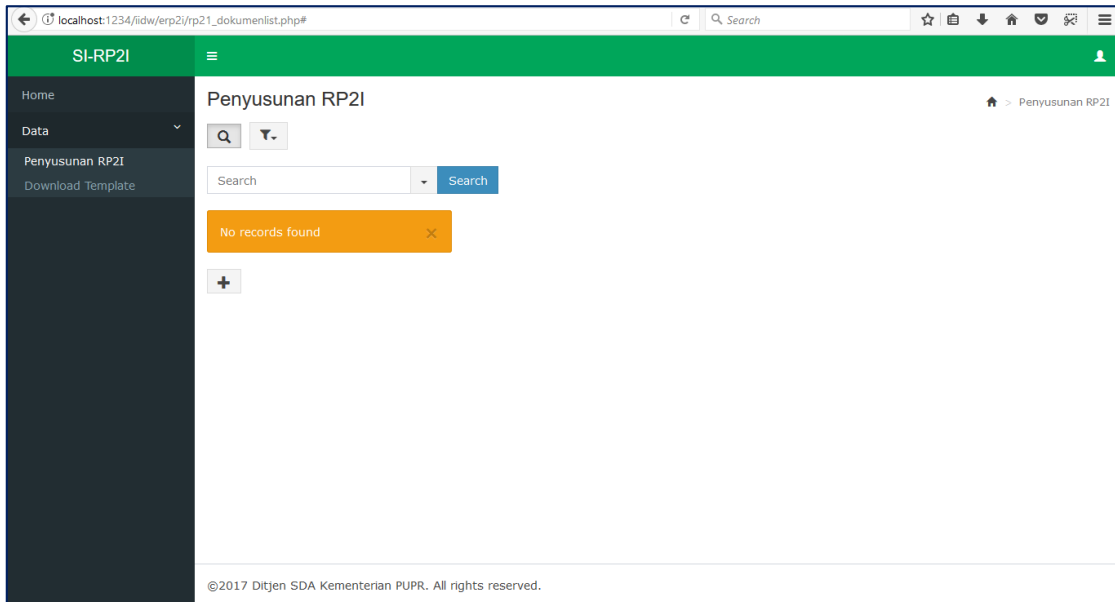 localhost:1234/iidw/erp2i/rp21_dokumenlist.php#
Search
SI-RP2I
Home
Data
Penyusunan RP2I
Download Template
Penyusunan RP2I
> Penyusunan RP2I
Search
Search
No records found
©2017 Ditjen SDA Kementerian PUPR. All rights reserved.